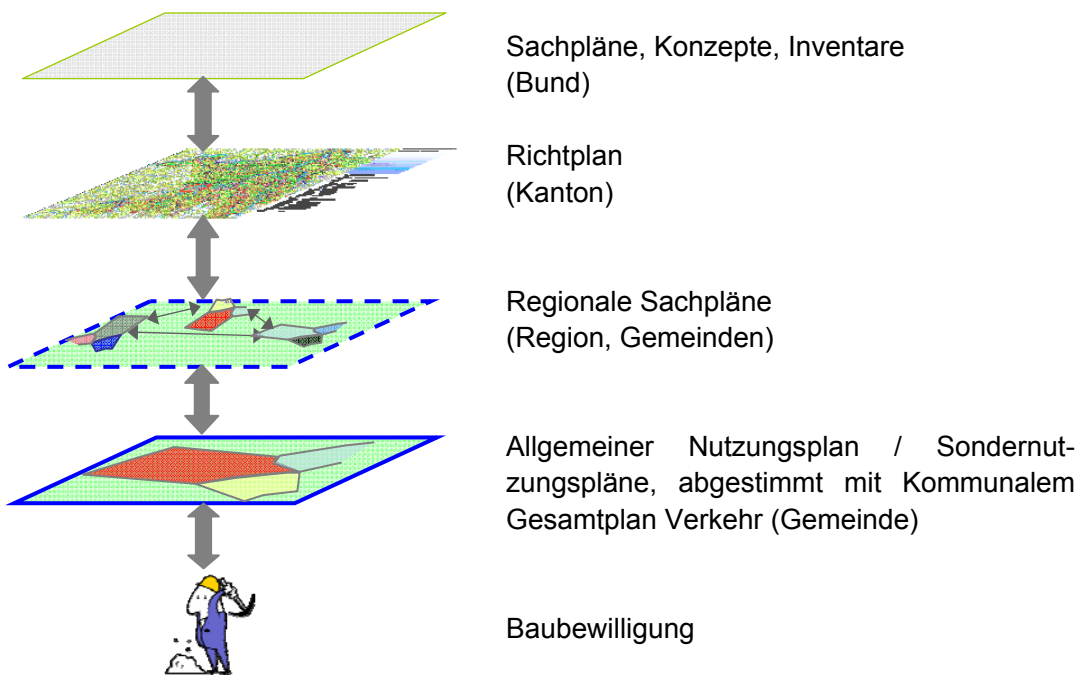 Sachpläne, Konzepte, Inventare
(Bund)
Richtplan
(Kanton)
Regionale Sachpläne
(Region, Gemeinden)
Allgemeiner Nutzungsplan / Sondernut-
zungspläne, abgestimmt mit Kommunalem
Gesamtplan Verkehr (Gemeinde)
Baubewilligung